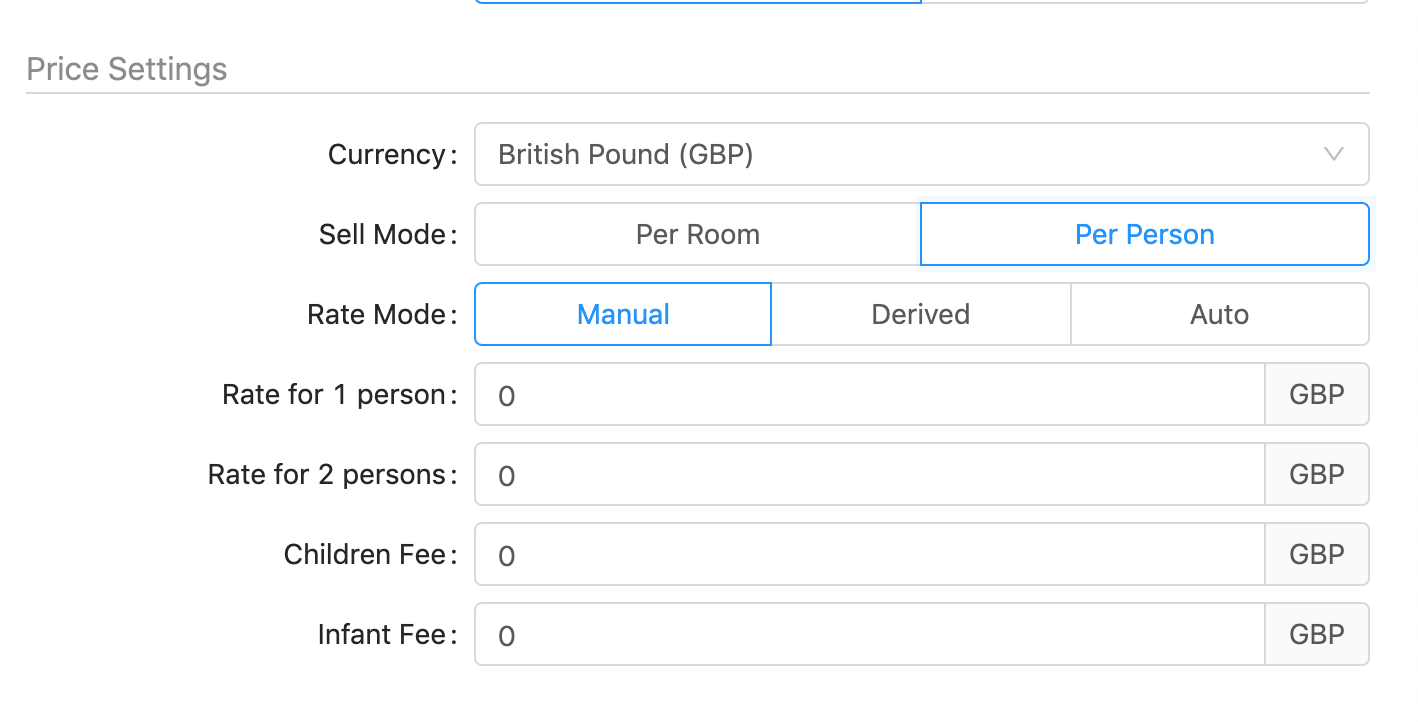 Price Settings
Currency: British Pound (GBP)
Sell Mode: Per Room Per Person
Rate Mode: Manual Derived Auto
Rate for 1 person: 0 GBP
Rate for 2 persons: 0 GBP
Children Fee: 0 GBP
Infant Fee: 0 GBP